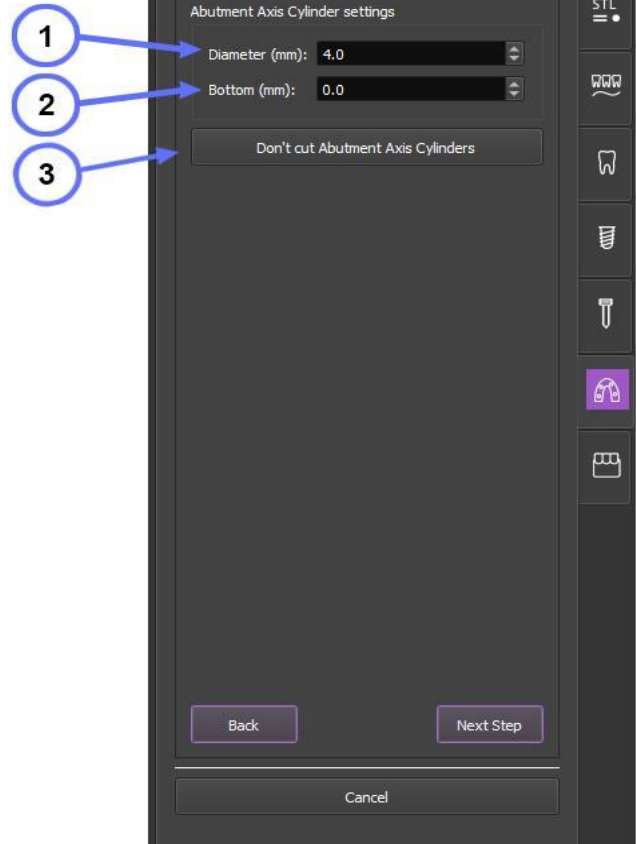 Abutment Axis Cylinder settings
STL
1
Diameter (mm): 4.0
2
Bottom (mm): 0.0
3
Don't cut Abutment Axis Cylinders
Back
Next Step
Cancel